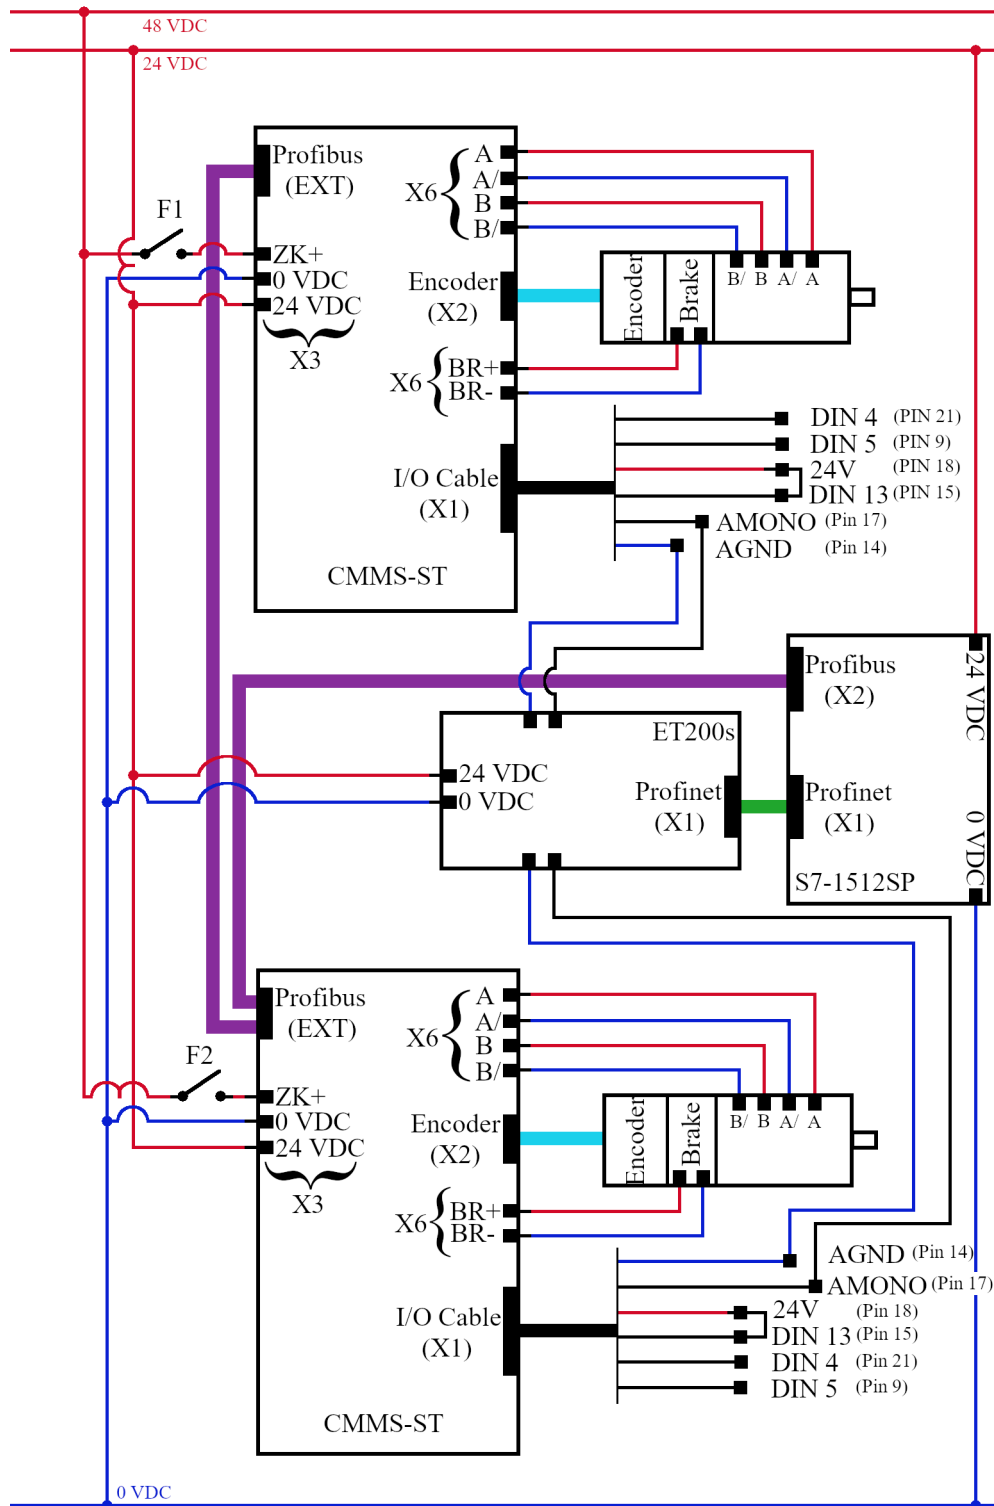 48 VDC
24 VDC
Profibus
(EXT)
X6
A
A/
B
B/
F1
ZK+
0 VDC
24 VDC
X3
Encoder
(X2)
Encoder
Brake
B/ B A/ A
X6
BR+
BR-
I/O Cable
(X1)
DIN 4 (PIN 21)
DIN 5 (PIN 9)
24V (PIN 18)
DIN 13 (PIN 15)
AMONO (Pin 17)
AGND (Pin 14)
CMMS-ST
Profibus
(X2)
24 VDC
ET200s
24 VDC
0 VDC
Profinet
(X1)
Profinet
(X1)
0 VDC
S7-1512SP
Profibus
(EXT)
X6
A
A/
B
B/
F2
ZK+
0 VDC
24 VDC
X3
Encoder
(X2)
Encoder
Brake
B/ B A/ A
X6
BR+
BR-
I/O Cable
(X1)
AGND (Pin 14)
AMONO (Pin 17)
24V (Pin 18)
DIN 13 (Pin 15)
DIN 4 (Pin 21)
DIN 5 (Pin 9)
CMMS-ST
0 VDC